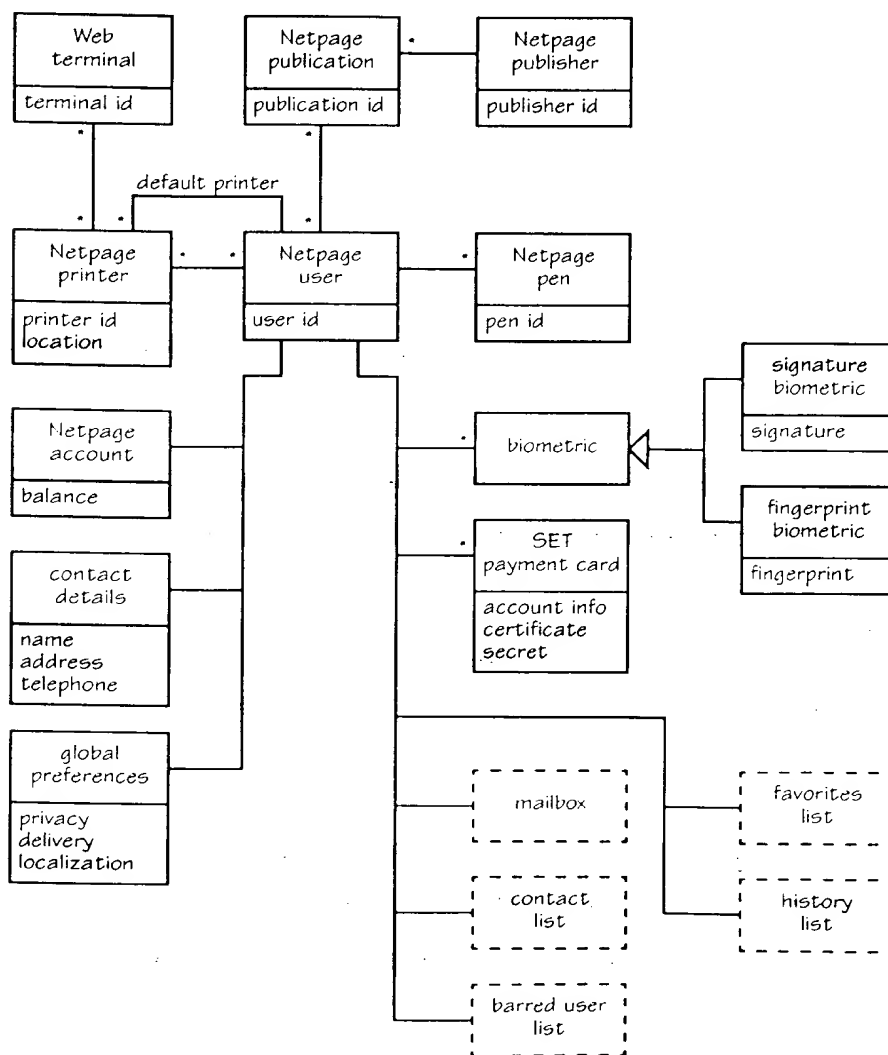 Web
terminal
terminal id
Netpage
publication
publication id
Netpage
publisher
publisher id
*
*
*
default printer
*
*
*
Netpage
printer
printer id
location
*
*
Netpage
user
user id
*
Netpage
pen
pen id
Netpage
account
balance
*
biometric
signature
biometric
signature
fingerprint
biometric
fingerprint
contact
details
name
address
telephone
*
SET
payment card
account info
certificate
secret
global
preferences
privacy
delivery
localization
mailbox
favorites
list
contact
list
history
list
barred user
list